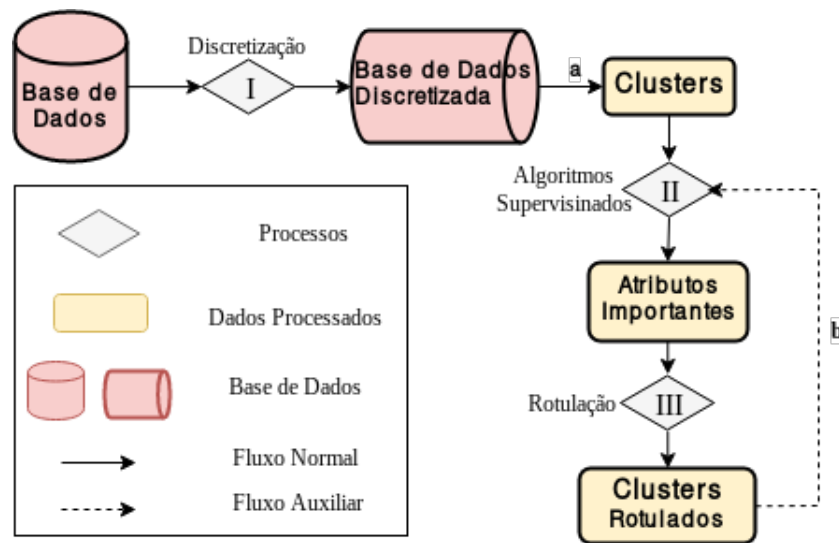 Discretização
Base de
Dados
I
Base de Dados
Discretizada
a
Clusters
Algoritmos
Supervisinados
II
Atributos
Importantes
b
Rotulação
III
Clusters
Rotulados
Processos
Dados Processados
Base de Dados
Fluxo Normal
Fluxo Auxiliar